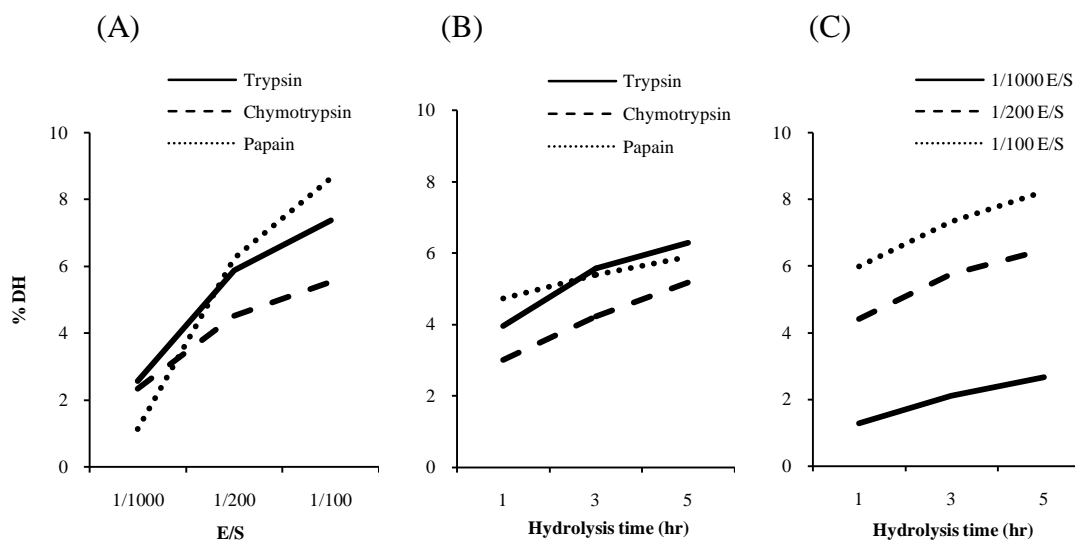 (A)
Trypsin
Chymotrypsin
Papain
10
8
6
4
2
0
% DH
1/1000 1/200 1/100
E/S
(B)
Trypsin
Chymotrypsin
Papain
10
8
6
4
2
0
1 3 5
Hydrolysis time (hr)
(C)
1/1000 E/S
1/200 E/S
1/100 E/S
10
8
6
4
2
0
1 3 5
Hydrolysis time (hr)